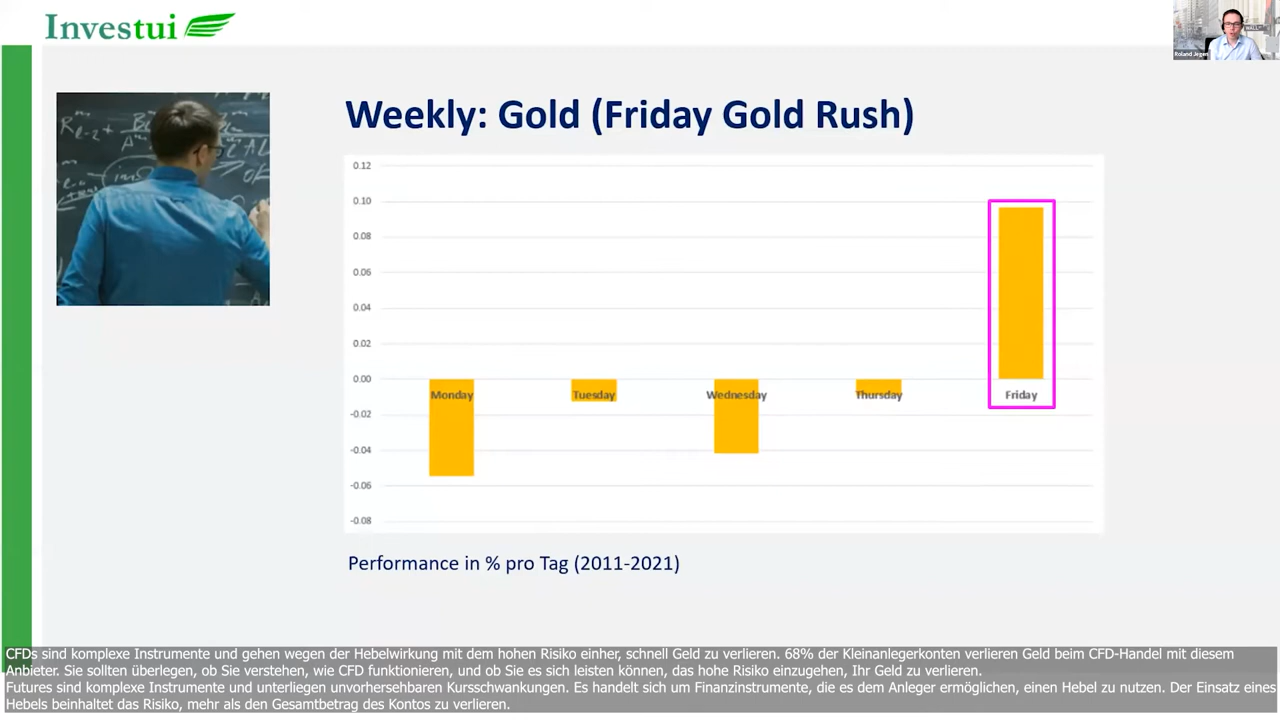 Investui
Roland Jegen
Weekly: Gold (Friday Gold Rush)
0.12
0.10
0.08
0.06
0.04
0.02
0.00
-0.02
-0.04
-0.06
-0.08
Monday
Tuesday
Wednesday
Thursday
Friday
Performance in % pro Tag (2011-2021)
CFDs sind komplexe Instrumente und gehen wegen der Hebelwirkung mit dem hohen Risiko einher, schnell Geld zu verlieren. 68% der Kleinanlegerkonten verlieren Geld beim CFD-Handel mit diesem
Anbieter. Sie sollten überlegen, ob Sie verstehen, wie CFD funktionieren, und ob Sie es sich leisten können, das hohe Risiko einzugehen, Ihr Geld zu verlieren.
Futures sind komplexe Instrumente und unterliegen unvorhersehbaren Kursschwankungen. Es handelt sich um Finanzinstrumente, die es dem Anleger ermöglichen, einen Hebel zu nutzen. Der Einsatz eines
Hebels beinhaltet das Risiko, mehr als den Gesamtbetrag des Kontos zu verlieren.